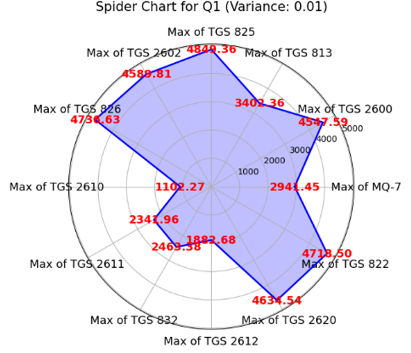 Spider Chart for Q1 (Variance: 0.01)
Max of TGS 825
4849.36
Max of TGS 2602
Max of TGS 813
4589.81
3402.36
Max of TGS 826
4736.63
Max of TGS 2600
4547.59
5000
4000
3000
2000
1000
Max of TGS 2610
1102.27
2941.45
Max of MQ-7
2341.96
2463.38
1882.68
4718.50
Max of TGS 822
Max of TGS 2611
4634.54
Max of TGS 832
Max of TGS 2620
Max of TGS 2612